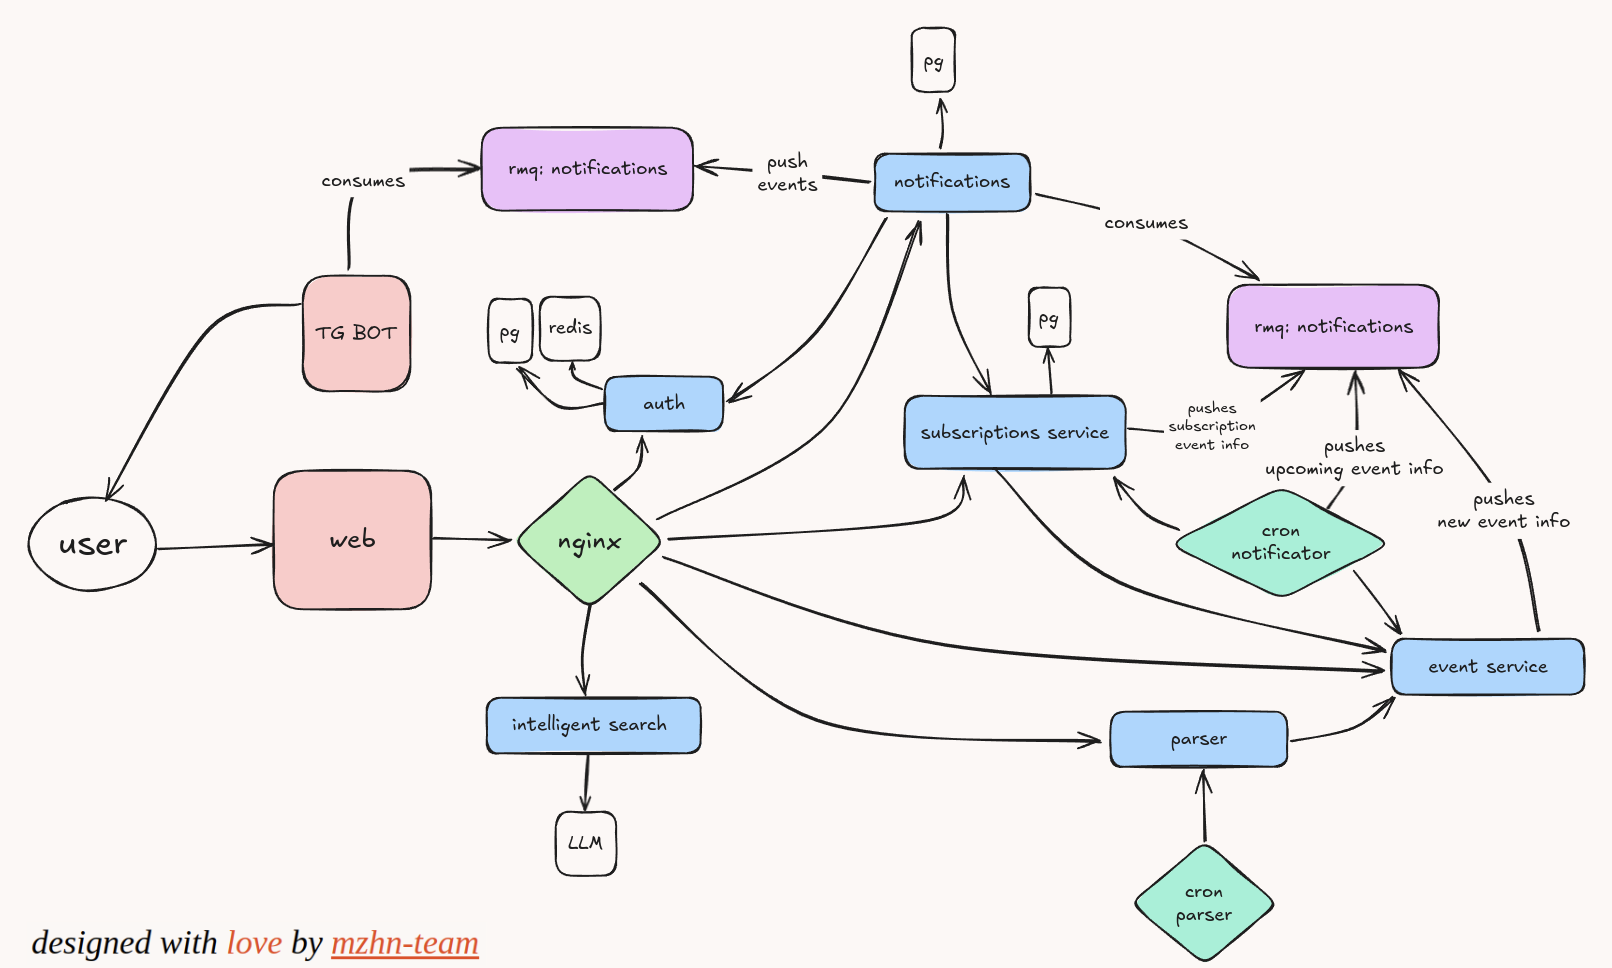 pg
rmq: notifications
push
events
notifications
consumes
consumes
TG BOT
pg
redis
pg
rmq: notifications
auth
subscriptions service
pushes
subscription
event info
pushes
upcoming event info
pushes
new event info
user
web
nginx
cron
notificator
event service
intelligent search
parser
LLM
cron
parser
designed with love by mzhn-team